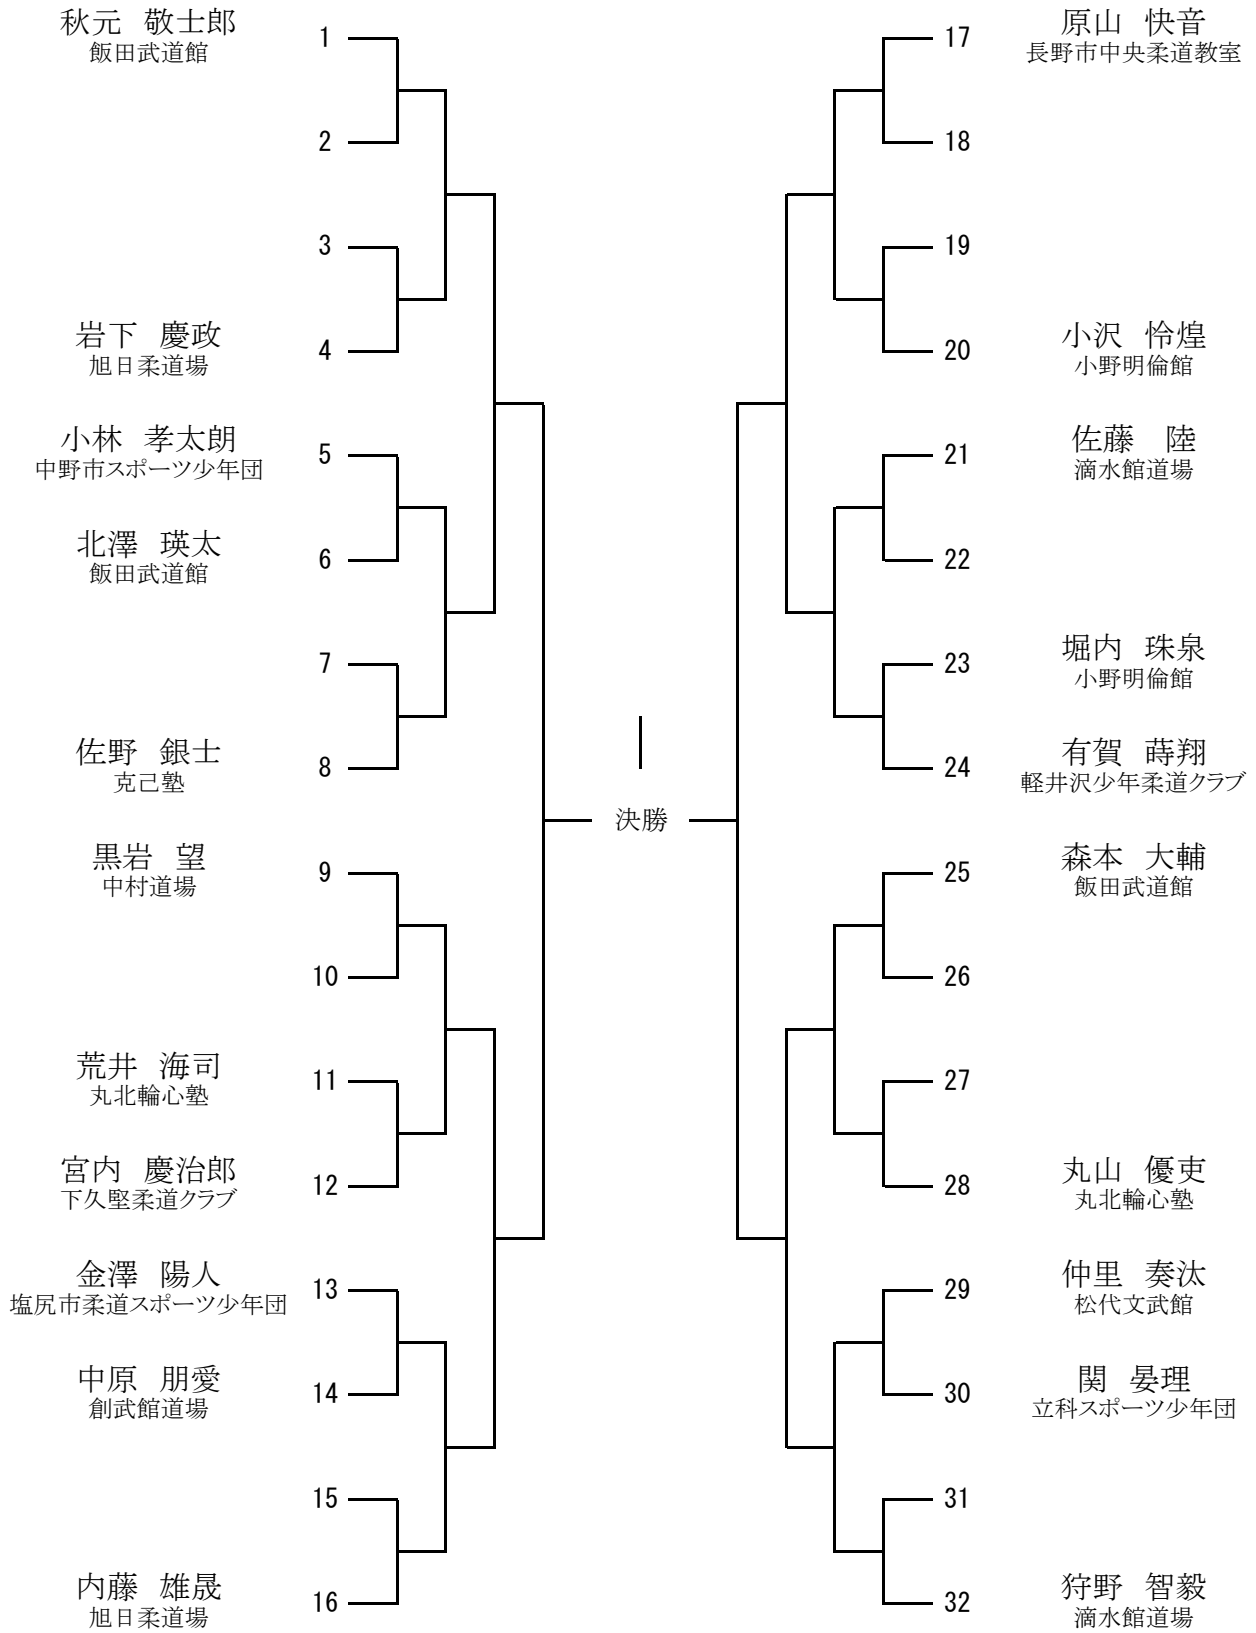 秋元　敬士郎
飯田武道館
1
2
3
岩下　慶政
旭日柔道場
4
小林　孝太朗
中野市スポーツ少年団
5
北澤　瑛太
飯田武道館
6
7
佐野　銀士
克己塾
8
黒岩　望
中村道場
9
10
荒井　海司
丸北輪心塾
11
宮内　慶治郎
下久堅柔道クラブ
12
金澤　陽人
塩尻市柔道スポーツ少年団
13
中原　朋愛
創武館道場
14
15
内藤　雄晟
旭日柔道場
16
決勝
17
原山　快音
長野市中央柔道教室
18
19
20
小沢　怜煌
小野明倫館
21
佐藤　陸
滴水館道場
22
23
堀内　珠泉
小野明倫館
24
有賀　蒔翔
軽井沢少年柔道クラブ
25
森本　大輔
飯田武道館
26
27
28
丸山　優吏
丸北輪心塾
29
仲里　奏汰
松代文武館
30
関　晏理
立科スポーツ少年団
31
32
狩野　智毅
滴水館道場